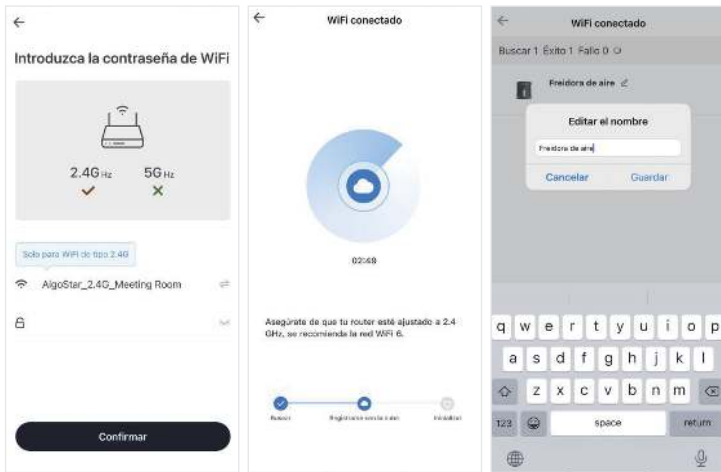 Introduzca la contraseña de WiFi
2.4G Hz
5G Hz
Solo para WiFi de tipo 2.4G
AigoStar_2.4G_Meeting Room
Confirmar
WiFi conectado
02:48
Asegúrate de que tu router esté ajustado a 2.4
GHz, se recomienda la red WiFi 6.
Buscar
Inicializar
WiFi conectado
Buscar 1 Éxito 1 Fallo 0
Freidora de aire
Editar el nombre
Freidora de aire
Cancelar
Guardar
q w e r t y u i o p
a s d f g h j k l
z x c v b n m
123
space
return